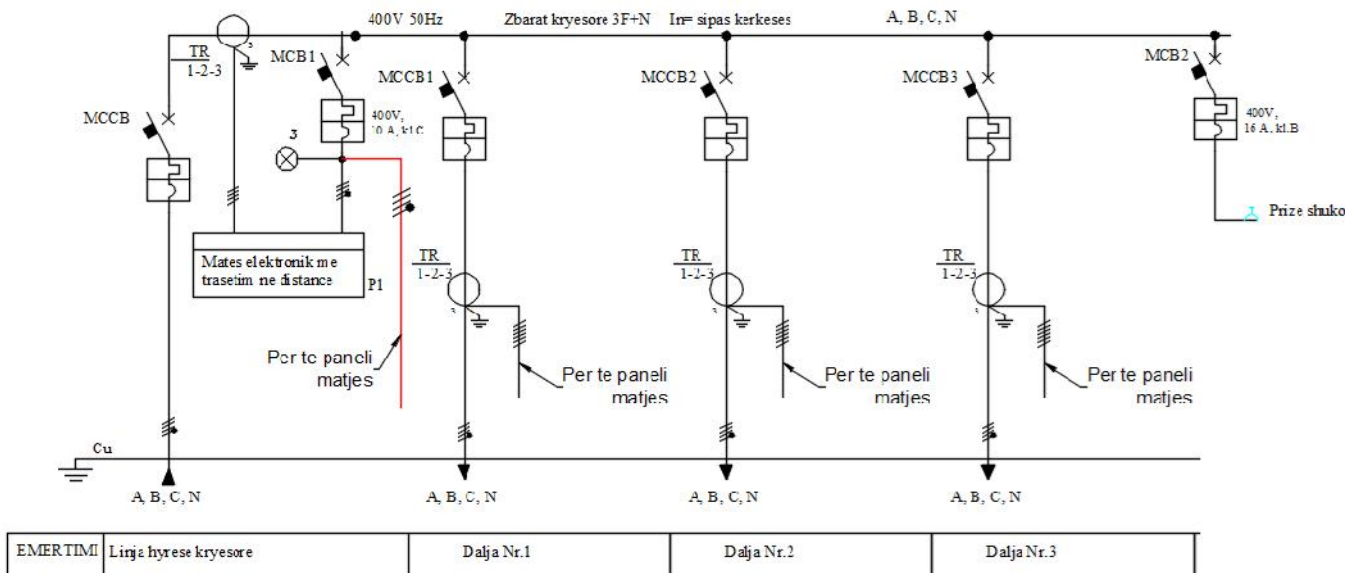 400V 50Hz
Zbarat kryesore 3F+N
In= sipas kerkeses
A, B, C, N
TR
1-2-3
3
MCB1
MCCB1
MCCB2
MCCB3
MCB2
MCCB
400V,
10 A, kl.C
400V,
16 A, kl.B
3
Prize shuko
Mates elektronik me
trasetim ne distance
P1
TR
1-2-3
3
TR
1-2-3
3
TR
1-2-3
3
Per te paneli
matjes
Per te paneli
matjes
Per te paneli
matjes
Per te paneli
matjes
Cu
A, B, C, N
A, B, C, N
A, B, C, N
A, B, C, N
EMERTIMI
Linja hyrese kryesore
Dalja Nr.1
Dalja Nr.2
Dalja Nr.3